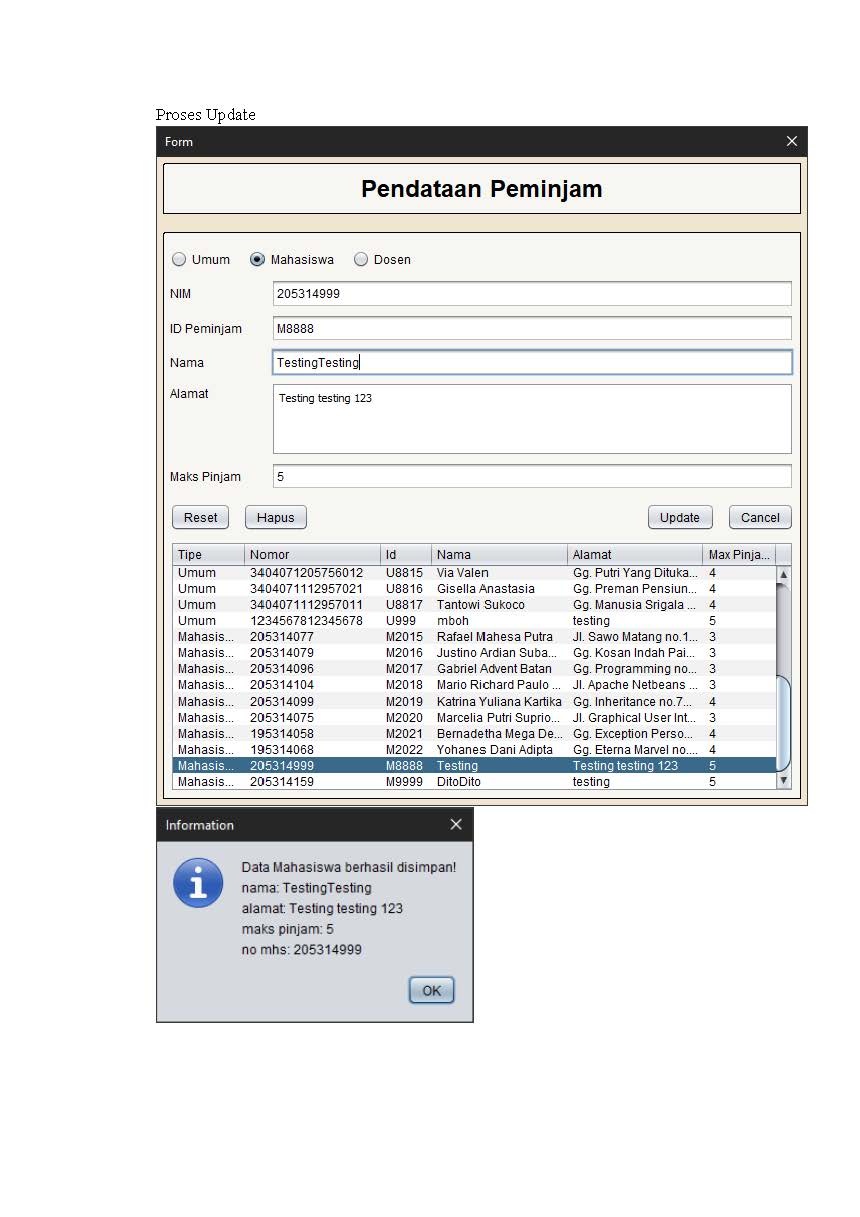 Proses Update
Form
Pendataan Peminjam
Umum Mahasiswa Dosen
NIM 205314999
ID Peminjam M8888
Nama TestingTesting
Alamat Testing testing 123
Maks Pinjam 5
Reset Hapus Update Cancel
Tipe Nomor Id Nama Alamat Max Pinja...
Umum 3404071205756012 U8815 Via Valen Gg. Putri Yang Dituka... 4
Umum 3404071112957021 U8816 Gisella Anastasia Gg. Preman Pensiun... 4
Umum 3404071112957011 U8817 Tantowi Sukoco Gg. Manusia Srigala ... 4
Umum 1234567812345678 U999 mboh testing 5
Mahasis... 205314077 M2015 Rafael Mahesa Putra Jl. Sawo Matang no.1... 3
Mahasis... 205314079 M2016 Justino Ardian Suba... Gg. Kosan Indah Pai... 3
Mahasis... 205314096 M2017 Gabriel Advent Batan Gg. Programming no... 3
Mahasis... 205314104 M2018 Mario Richard Paulo ... Jl. Apache Netbeans ... 3
Mahasis... 205314099 M2019 Katrina Yuliana Kartika Gg. Inheritance no.7... 4
Mahasis... 205314075 M2020 Marcelia Putri Suprio... Jl. Graphical User Int... 3
Mahasis... 195314058 M2021 Bernadetha Mega De... Gg. Exception Perso... 4
Mahasis... 195314068 M2022 Yohanes Dani Adipta Gg. Eterna Marvel no.... 4
Mahasis... 205314999 M8888 Testing Testing testing 123 5
Mahasis... 205314159 M9999 DitoDito testing 5
Information
Data Mahasiswa berhasil disimpan!
nama: TestingTesting
alamat: Testing testing 123
maks pinjam: 5
no mhs: 205314999
OK